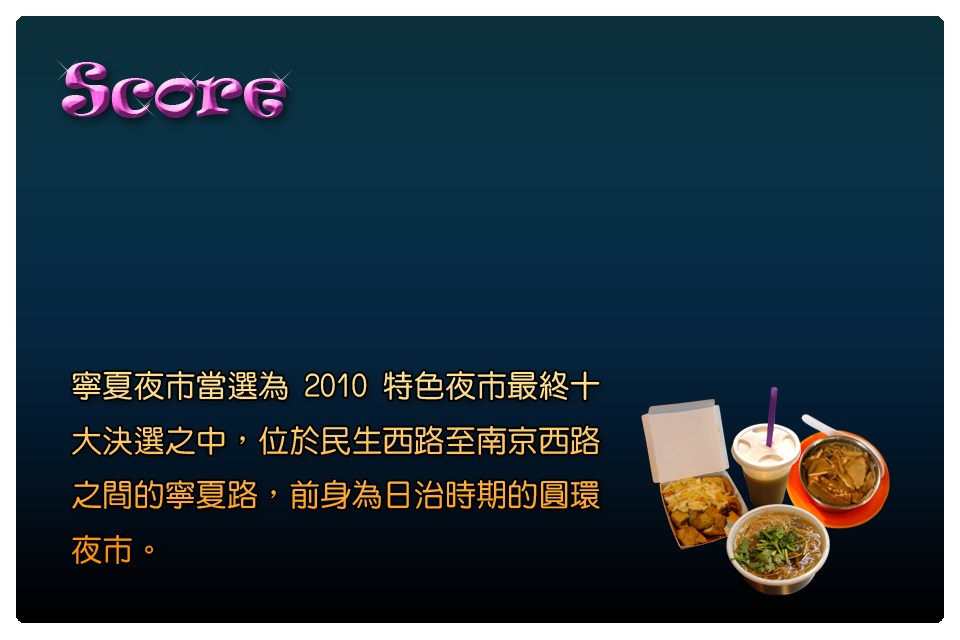 Score
寧夏夜市當選為 2010 特色夜市最終十
大決選之中，位於民生西路至南京西路
之間的寧夏路，前身為日治時期的圓環
夜市。